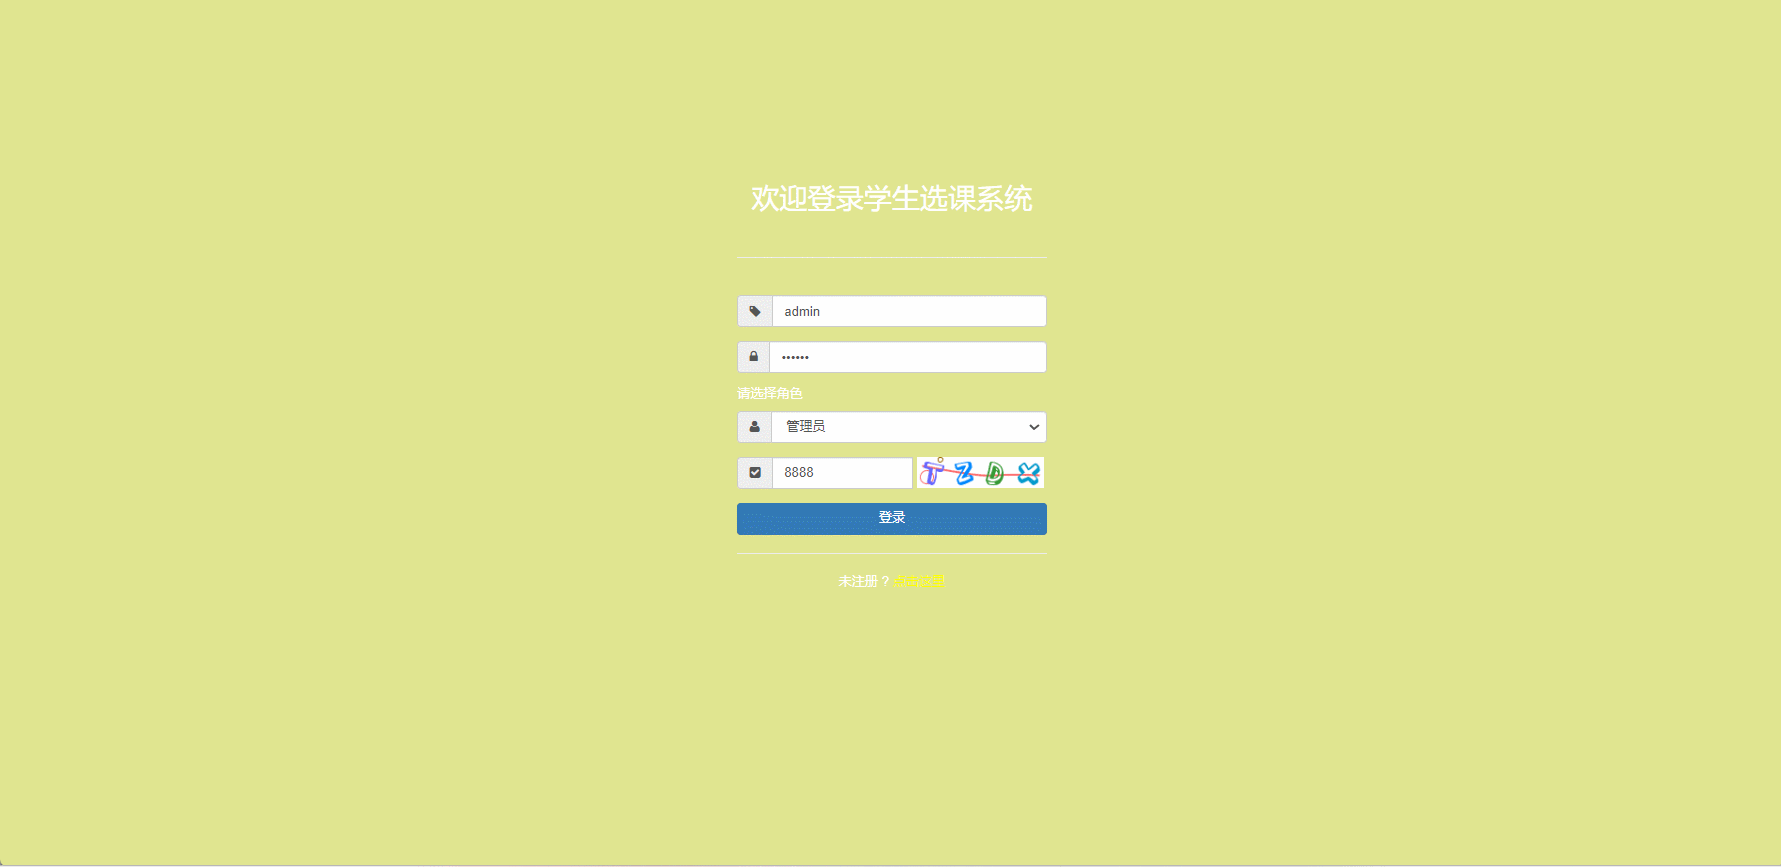 欢迎登录学生选课系统
admin
••••••
请选择角色
管理员
8888 TZDX
登录
未注册？点击这里